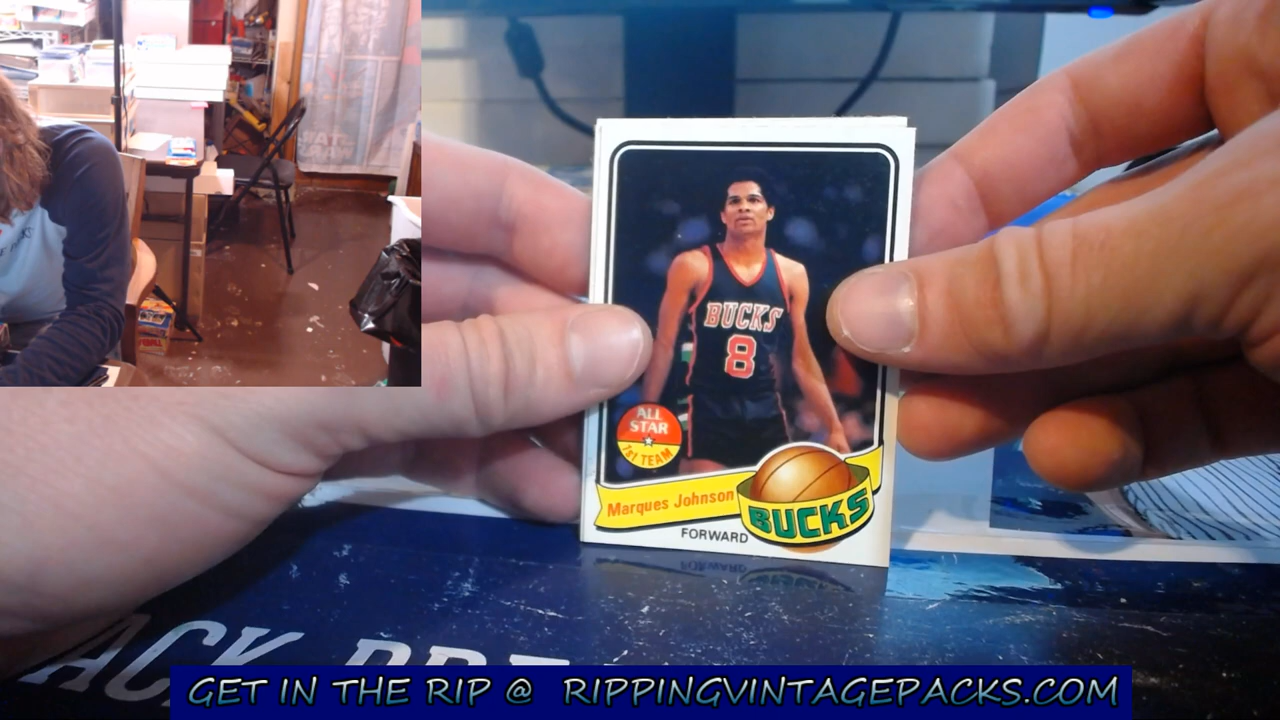 BUCKS
8
ALL
STAR
1st TEAM
Marques Johnson
BUCKS
FORWARD
GET IN THE RIP @ RIPPINGVINTAGEPACKS.COM